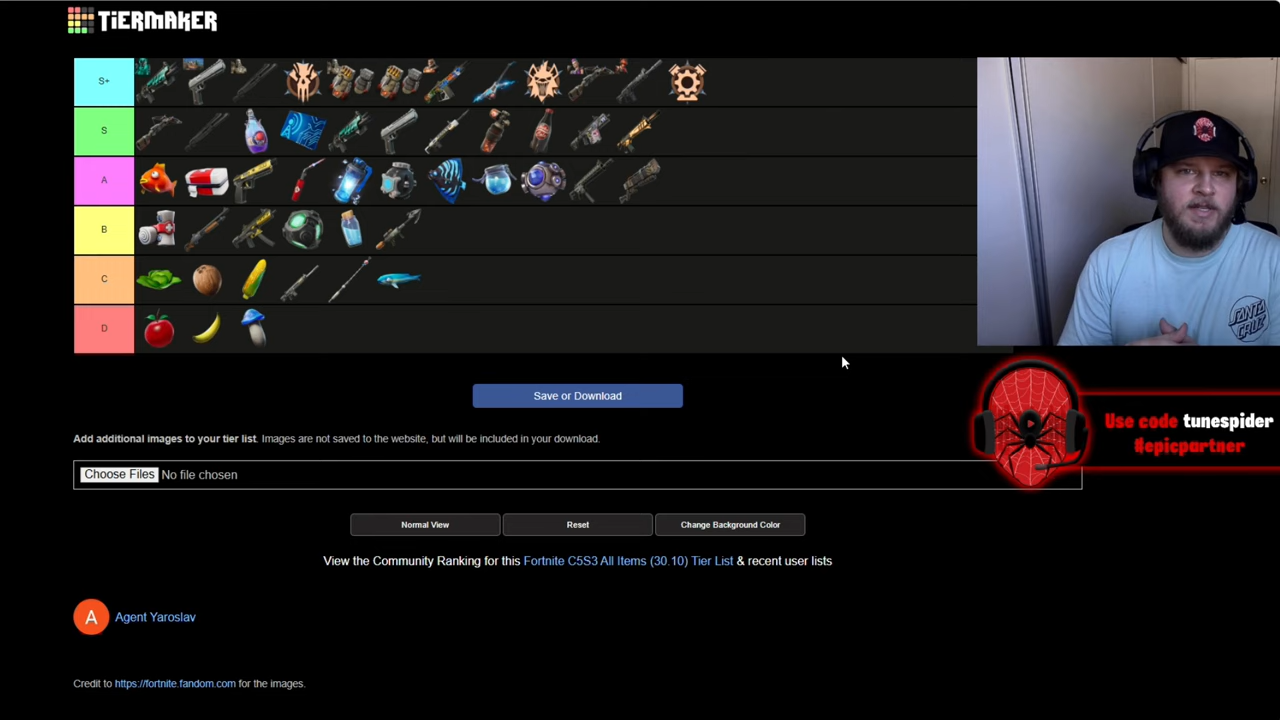 TiERMAKER
S+
S
A
B
C
D
SANTA
CRUZ
Save or Download
Use code tunespider
#epicpartner
Add additional images to your tier list. Images are not saved to the website, but will be included in your download.
Choose Files No file chosen
Normal View
Reset
Change Background Color
View the Community Ranking for this Fortnite C5S3 All Items (30.10) Tier List & recent user lists
A
Agent Yaroslav
Credit to https://fortnite.fandom.com for the images.